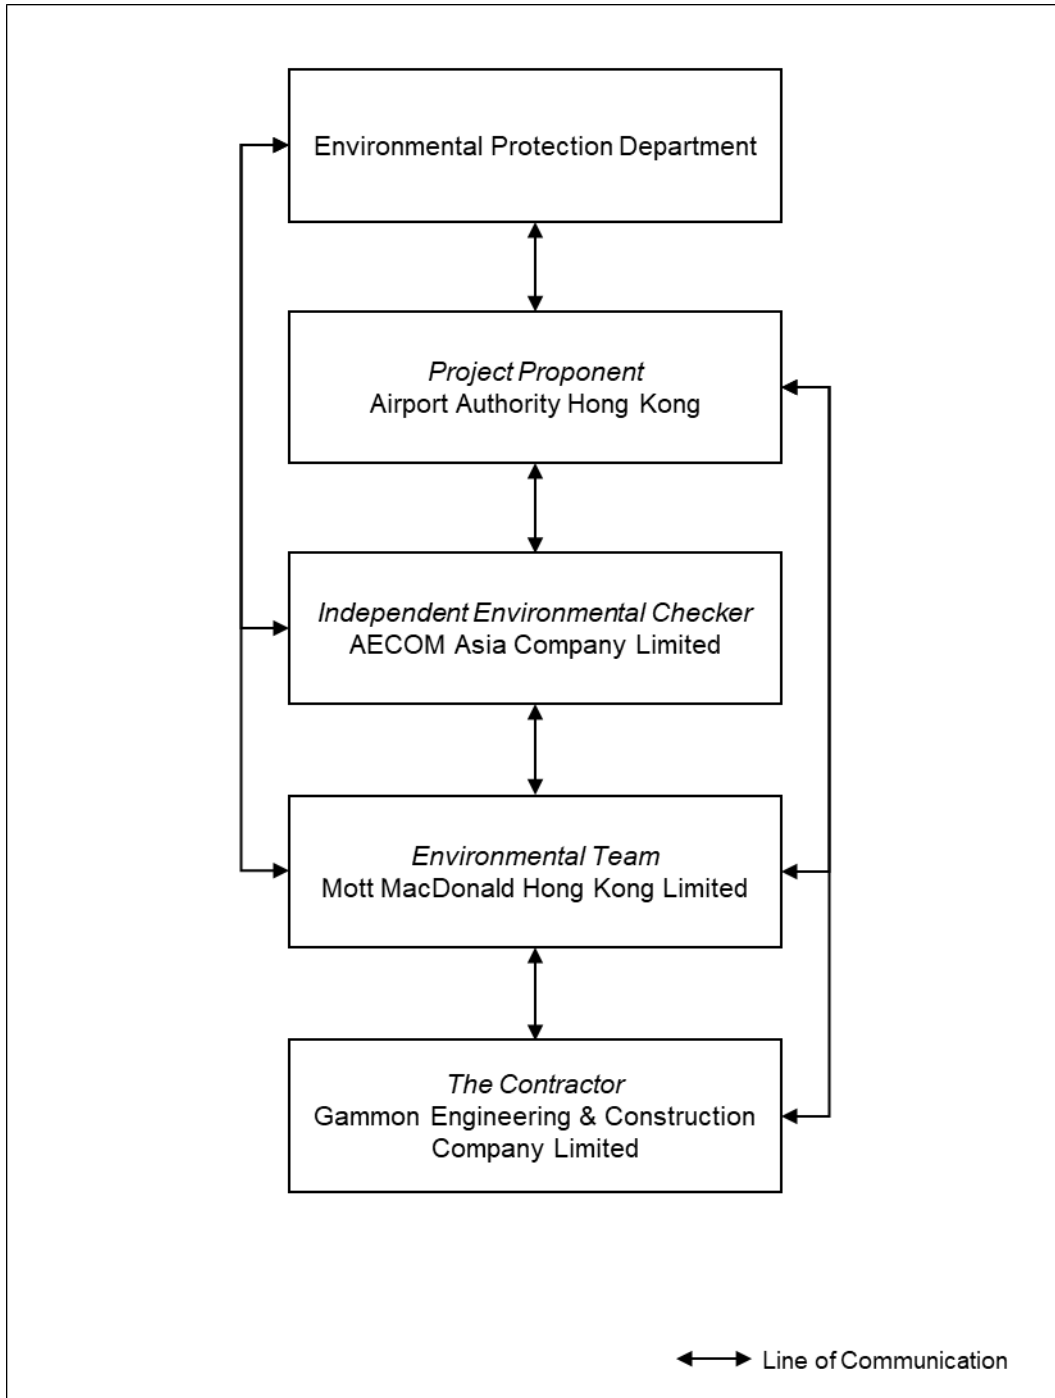 Environmental Protection Department
Project Proponent
Airport Authority Hong Kong
Independent Environmental Checker
AECOM Asia Company Limited
Environmental Team
Mott MacDonald Hong Kong Limited
The Contractor
Gammon Engineering & Construction
Company Limited
Line of Communication